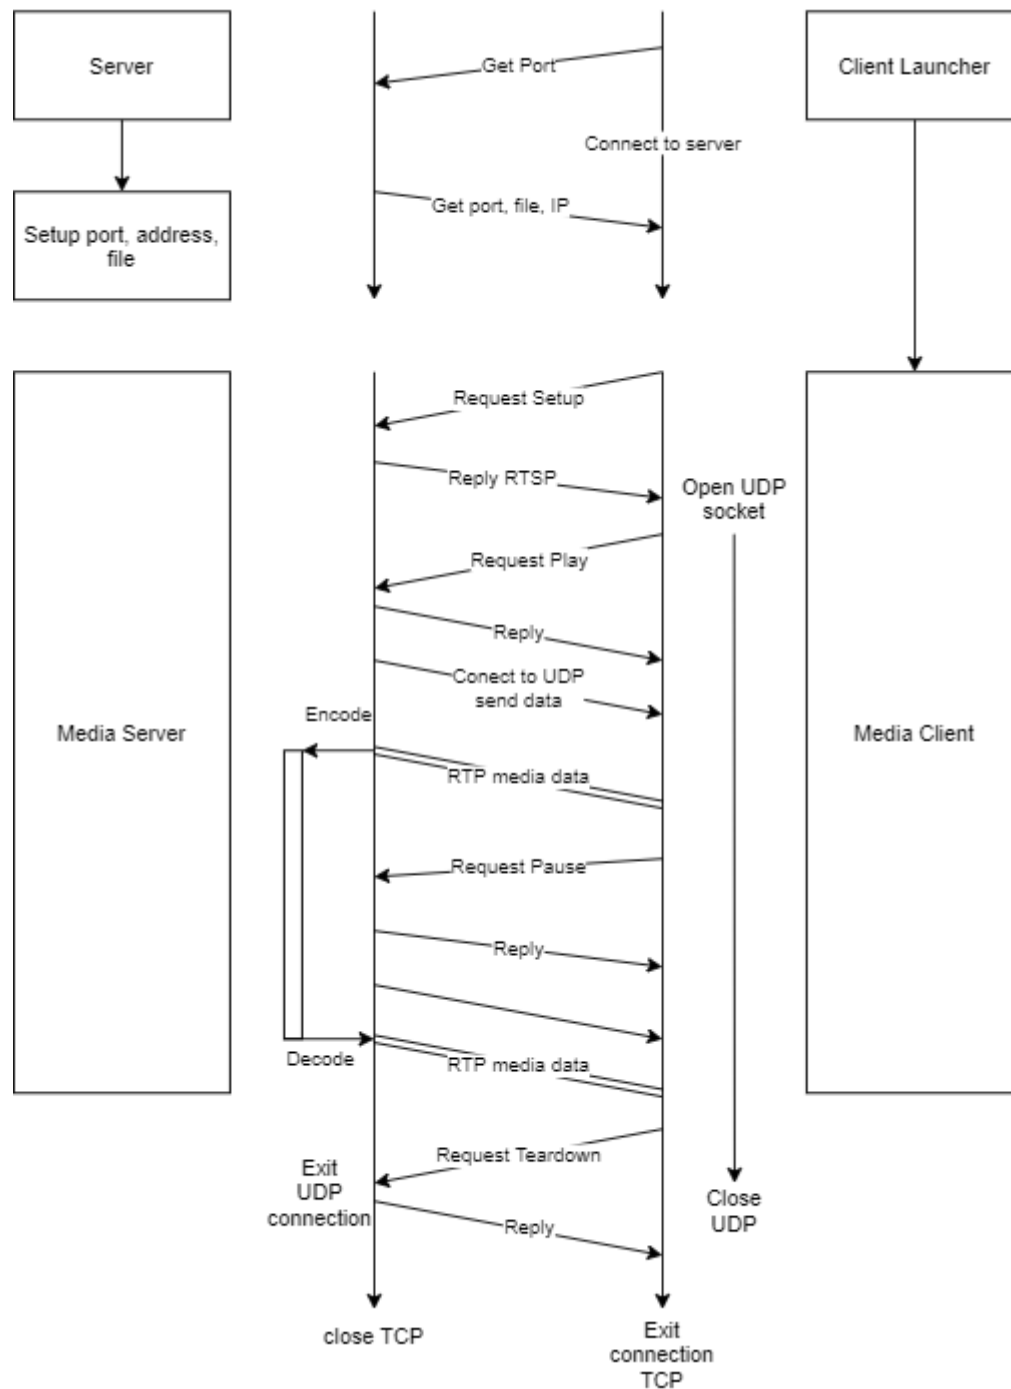 Server
Get Port
Client Launcher
Connect to server
Setup port, address,
file
Get port, file, IP
Request Setup
Reply RTSP
Open UDP
socket
Request Play
Reply
Conect to UDP
send data
Encode
Media Server
Media Client
RTP media data
Request Pause
Reply
Decode
RTP media data
Request Teardown
Exit
UDP
connection
Close
UDP
Reply
close TCP
Exit
connection
TCP